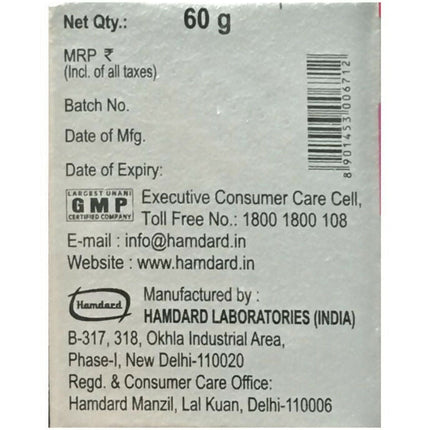 Net Qty.: 60 g
MRP ₹
(Incl. of all taxes)
Batch No.
Date of Mfg.
Date of Expiry:
8 901453 006712
LARGEST UNANI
GMP
CERTIFIED COMPANY
Executive Consumer Care Cell,
Toll Free No.: 1800 1800 108
E-mail : info@hamdard.in
Website : www.hamdard.in
Hamdard
Manufactured by :
HAMDARD LABORATORIES (INDIA)
B-317, 318, Okhla Industrial Area,
Phase-I, New Delhi-110020
Regd. & Consumer Care Office:
Hamdard Manzil, Lal Kuan, Delhi-110006